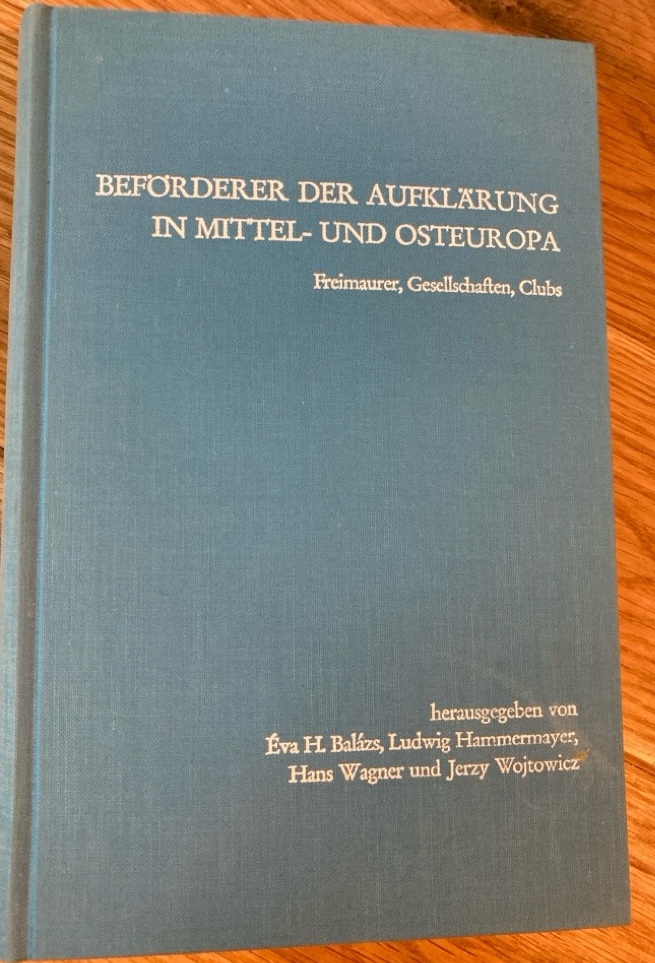 BEFÖRDERER DER AUFKLÄRUNG
IN MITTEL- UND OSTEUROPA
Freimaurer, Gesellschaften, Clubs
herausgegeben von
Éva H. Balázs, Ludwig Hammermayer,
Hans Wagner und Jerzy Wojtowicz